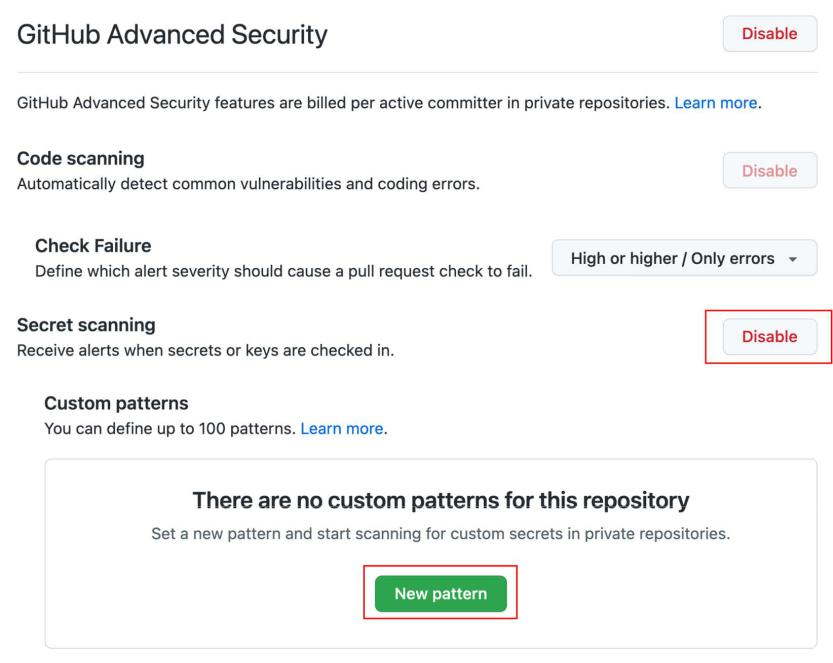 GitHub Advanced Security
Disable
GitHub Advanced Security features are billed per active committer in private repositories. Learn more.
Code scanning
Disable
Automatically detect common vulnerabilities and coding errors.
Check Failure
High or higher / Only errors
Define which alert severity should cause a pull request check to fail.
Secret scanning
Disable
Receive alerts when secrets or keys are checked in.
Custom patterns
You can define up to 100 patterns. Learn more.
There are no custom patterns for this repository
Set a new pattern and start scanning for custom secrets in private repositories.
New pattern